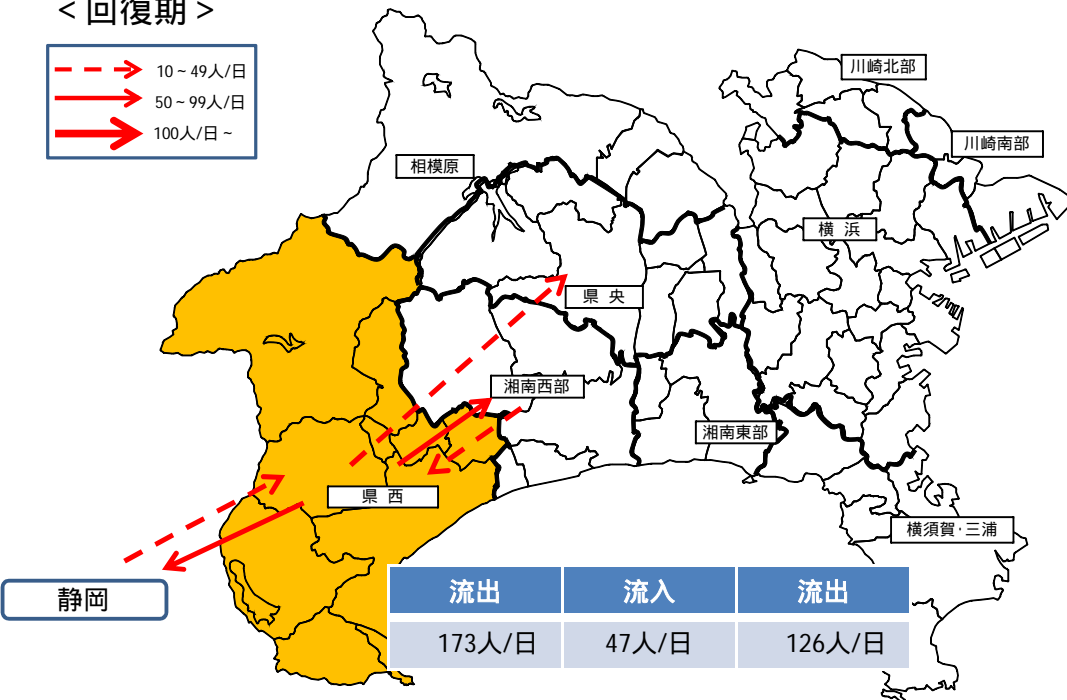 < 回復期 >
10~49人/日
50~99人/日
100人/日~
川崎北部
川崎南部
相模原
横 浜
県 央
湘南西部
湘南東部
県 西
横須賀・三浦
静岡
流出 流入 流出
173人/日 47人/日 126人/日